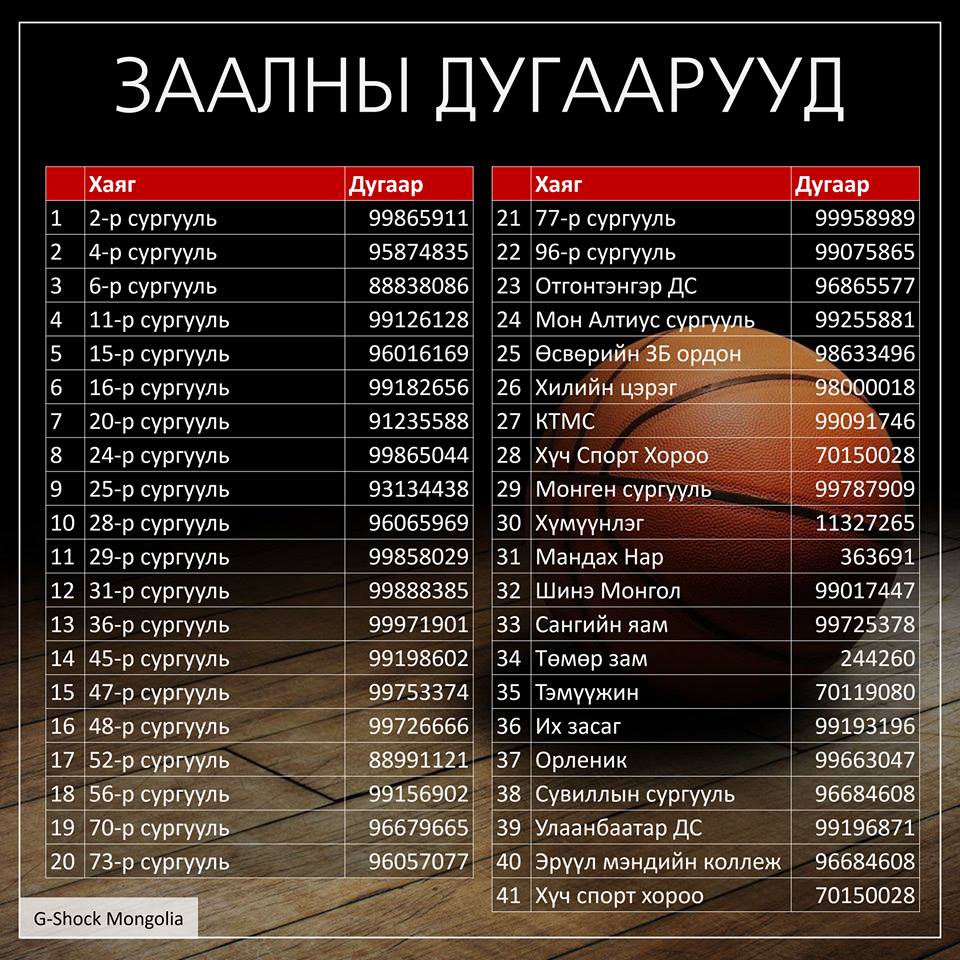 ЗААЛНЫ ДУГААРУУД
Хаяг Дугаар
1 2-р сургууль 99865911
2 4-р сургууль 95874835
3 6-р сургууль 88838086
4 11-р сургууль 99126128
5 15-р сургууль 96016169
6 16-р сургууль 99182656
7 20-р сургууль 91235588
8 24-р сургууль 99865044
9 25-р сургууль 93134438
10 28-р сургууль 96065969
11 29-р сургууль 99858029
12 31-р сургууль 99888385
13 36-р сургууль 99971901
14 45-р сургууль 99198602
15 47-р сургууль 99753374
16 48-р сургууль 99726666
17 52-р сургууль 88991121
18 56-р сургууль 99156902
19 70-р сургууль 96679665
20 73-р сургууль 96057077
Хаяг Дугаар
21 77-р сургууль 99958989
22 96-р сургууль 99075865
23 Отгонтэнгэр ДС 96865577
24 Мон Алтиус сургууль 99255881
25 Өсвөрийн ЗБ ордон 98633496
26 Хилийн цэрэг 98000018
27 КТМС 99091746
28 Хүч Спорт Хороо 70150028
29 Монген сургууль 99787909
30 Хүмүүнлэг 11327265
31 Мандах Нар 363691
32 Шинэ Монгол 99017447
33 Сангийн яам 99725378
34 Төмөр зам 244260
35 Тэмүүжин 70119080
36 Их засаг 99193196
37 Орленик 99663047
38 Сувиллын сургууль 96684608
39 Улаанбаатар ДС 99196871
40 Эрүүл мэндийн коллеж 96684608
41 Хүч спорт хороо 70150028
G-Shock Mongolia